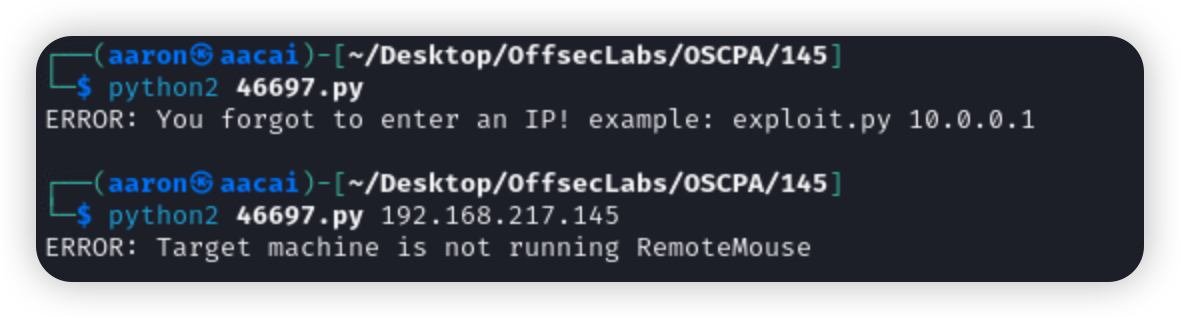 ┌──(aaron㉿aacai)-[~/Desktop/OffsecLabs/OSCPA/145]
└─$ python2 46697.py
ERROR: You forgot to enter an IP! example: exploit.py 10.0.0.1
┌──(aaron㉿aacai)-[~/Desktop/OffsecLabs/OSCPA/145]
└─$ python2 46697.py 192.168.217.145
ERROR: Target machine is not running RemoteMouse